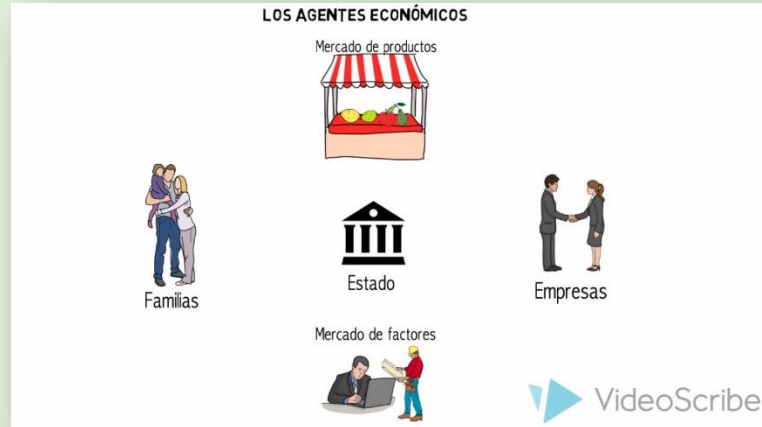 LOS AGENTES ECONÓMICOS
Mercado de productos
Familias
Estado
Empresas
Mercado de factores
VideoScribe